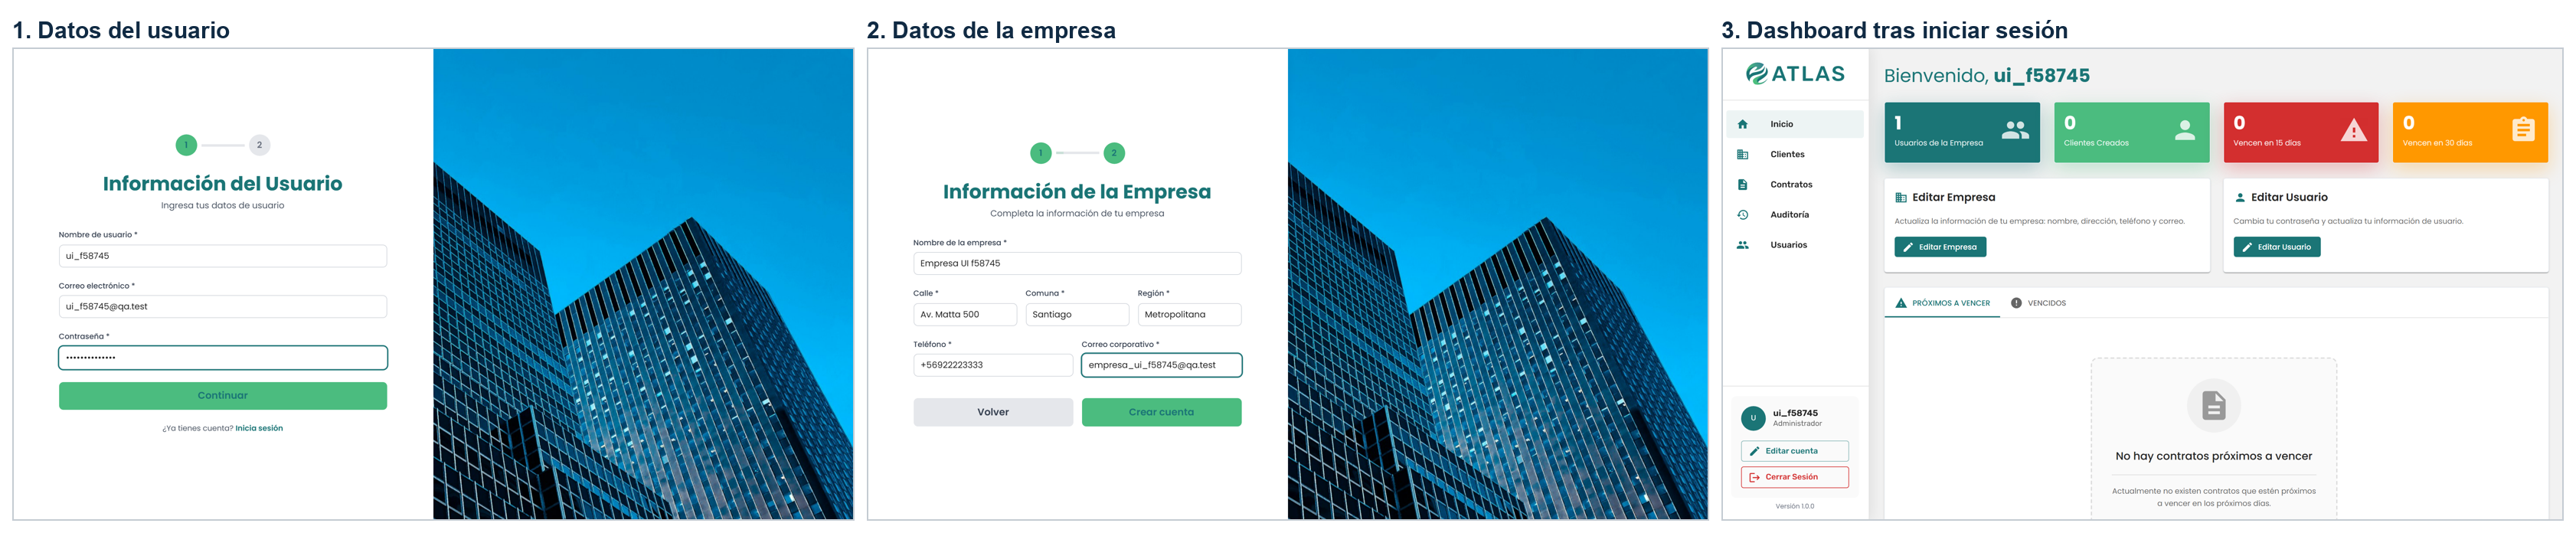 1. Datos del usuario
1 2
Información del Usuario
Ingresa tus datos de usuario
Nombre de usuario *
ui_f58745
Correo electrónico *
ui_f58745@qa.test
Contraseña *
••••••••••••••
Continuar
¿Ya tienes cuenta? Inicia sesión
2. Datos de la empresa
1 2
Información de la Empresa
Completa la información de tu empresa
Nombre de la empresa *
Empresa UI f58745
Calle * Comuna * Región *
Av. Matta 500 Santiago Metropolitana
Teléfono * Correo corporativo *
+56922223333 empresa_ui_f58745@qa.test
Volver Crear cuenta
3. Dashboard tras iniciar sesión
ATLAS
Inicio
Clientes
Contratos
Auditoría
Usuarios
U
ui_f58745
Administrador
Editar cuenta
Cerrar Sesión
Versión 1.0.0
Bienvenido, ui_f58745
1
Usuarios de la Empresa
0
Clientes Creados
0
Vencen en 15 días
0
Vencen en 30 días
Editar Empresa
Actualiza la información de tu empresa: nombre, dirección, teléfono y correo.
Editar Empresa
Editar Usuario
Cambia tu contraseña y actualiza tu información de usuario.
Editar Usuario
PRÓXIMOS A VENCER VENCIDOS
No hay contratos próximos a vencer
Actualmente no existen contratos que estén próximos
a vencer en los próximos días.